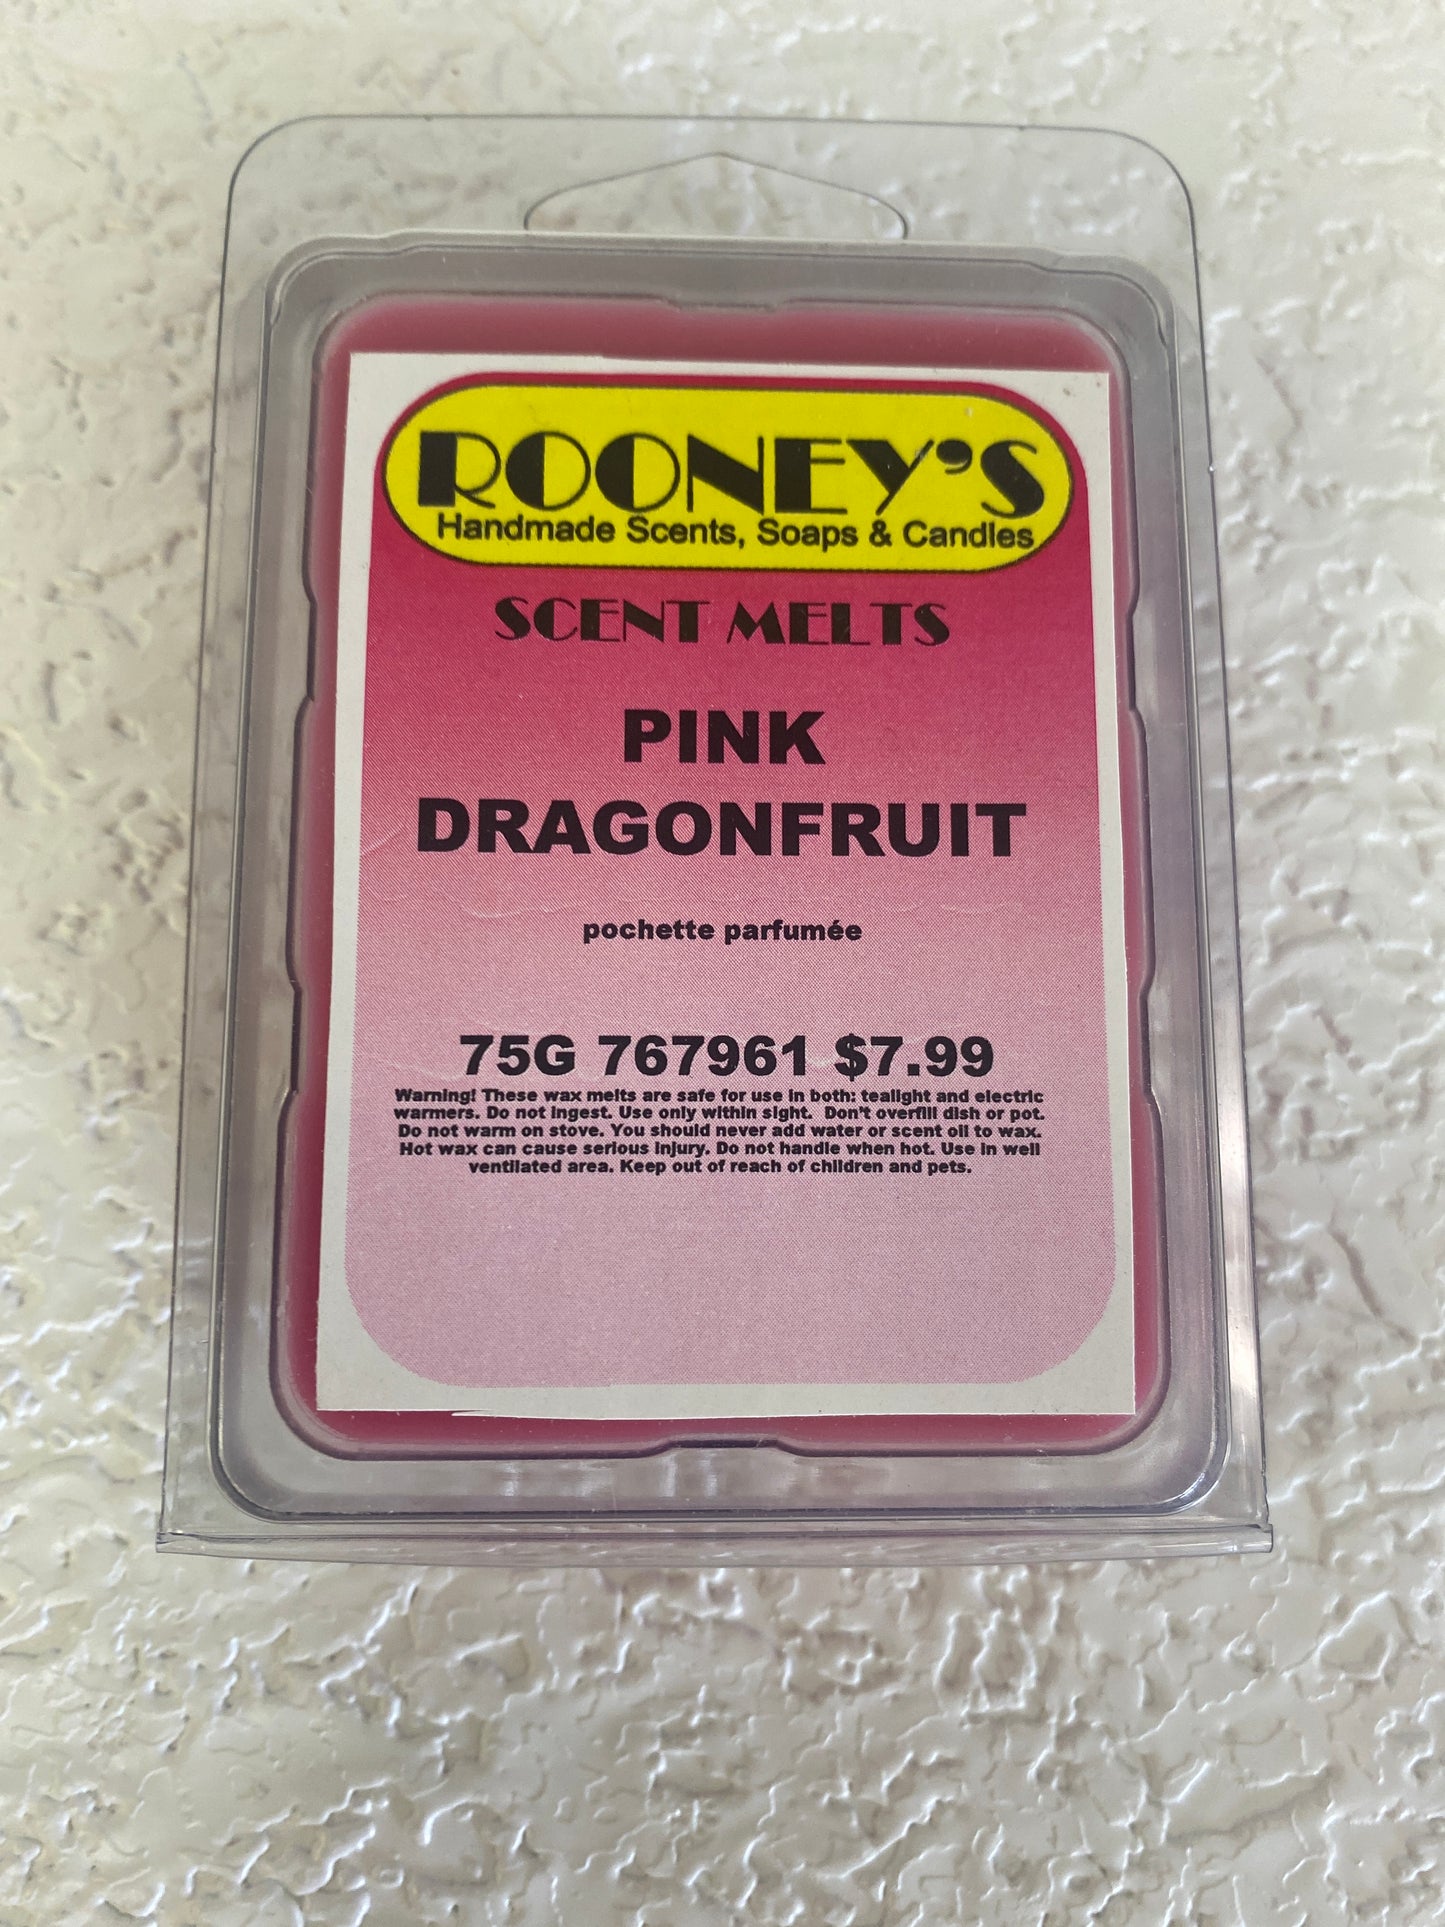 ROONEY'S
Handmade Scents, Soaps & Candles
SCENT MELTS
PINK
DRAGONFRUIT
pochette parfumée
75G 767961 $7.99
Warning! These wax melts are safe for use in both: tealight and electric
warmers. Do not ingest. Use only within sight. Don't overfill dish or pot.
Do not warm on stove. You should never add water or scent oil to wax.
Hot wax can cause serious injury. Do not handle when hot. Use in well
ventilated area. Keep out of reach of children and pets.